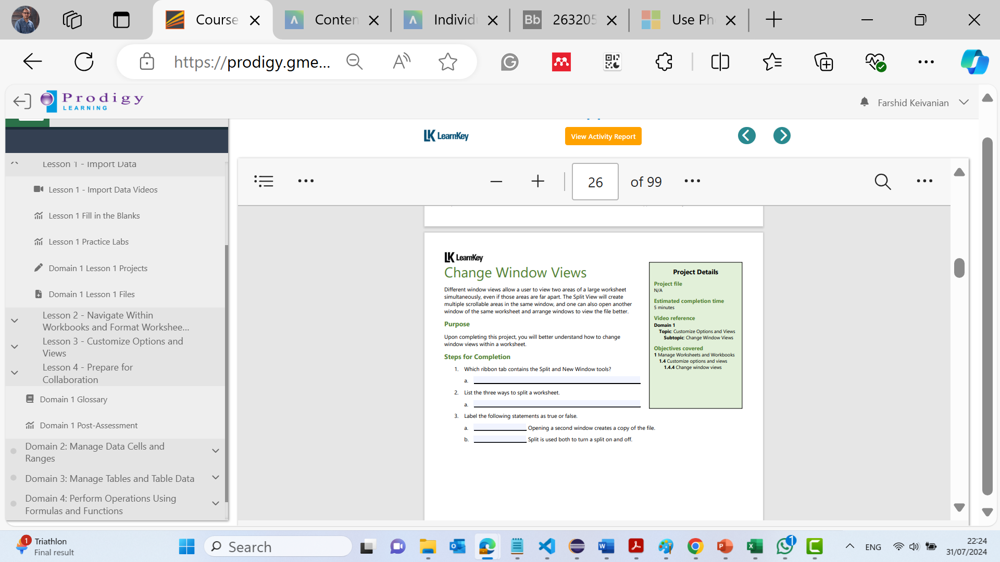 Course
Conten
Individ
Bb
263205
Use Ph
https://prodigy.gme...
Prodigy
LEARNING
Farshid Keivanian
LK LearnKey
View Activity Report
Lesson 1 - Import Data
Lesson 1 - Import Data Videos
Lesson 1 Fill in the Blanks
Lesson 1 Practice Labs
Domain 1 Lesson 1 Projects
Domain 1 Lesson 1 Files
Lesson 2 - Navigate Within
Workbooks and Format Workshee...
Lesson 3 - Customize Options and
Views
Lesson 4 - Prepare for
Collaboration
Domain 1 Glossary
Domain 1 Post-Assessment
Domain 2: Manage Data Cells and
Ranges
Domain 3: Manage Tables and Table Data
Domain 4: Perform Operations Using
Formulas and Functions
26 of 99
LK LearnKey
Change Window Views
Different window views allow a user to view two areas of a large worksheet
simultaneously, even if those areas are far apart. The Split View will create
multiple scrollable areas in the same window, and one can also open another
window of the same worksheet and arrange windows to view the file better.
Purpose
Upon completing this project, you will better understand how to change
window views within a worksheet.
Steps for Completion
1. Which ribbon tab contains the Split and New Window tools?
a.
2. List the three ways to split a worksheet.
a.
3. Label the following statements as true or false.
a. Opening a second window creates a copy of the file.
b. Split is used both to turn a split on and off.
Project Details
Project file
N/A
Estimated completion time
5 minutes
Video reference
Domain 1
Topic: Customize Options and Views
Subtopic: Change Window Views
Objectives covered
1 Manage Worksheets and Workbooks
1.4 Customize options and views
1.4.4 Change window views
1
Triathlon
Final result
Search
1
ENG
22:24
31/07/2024